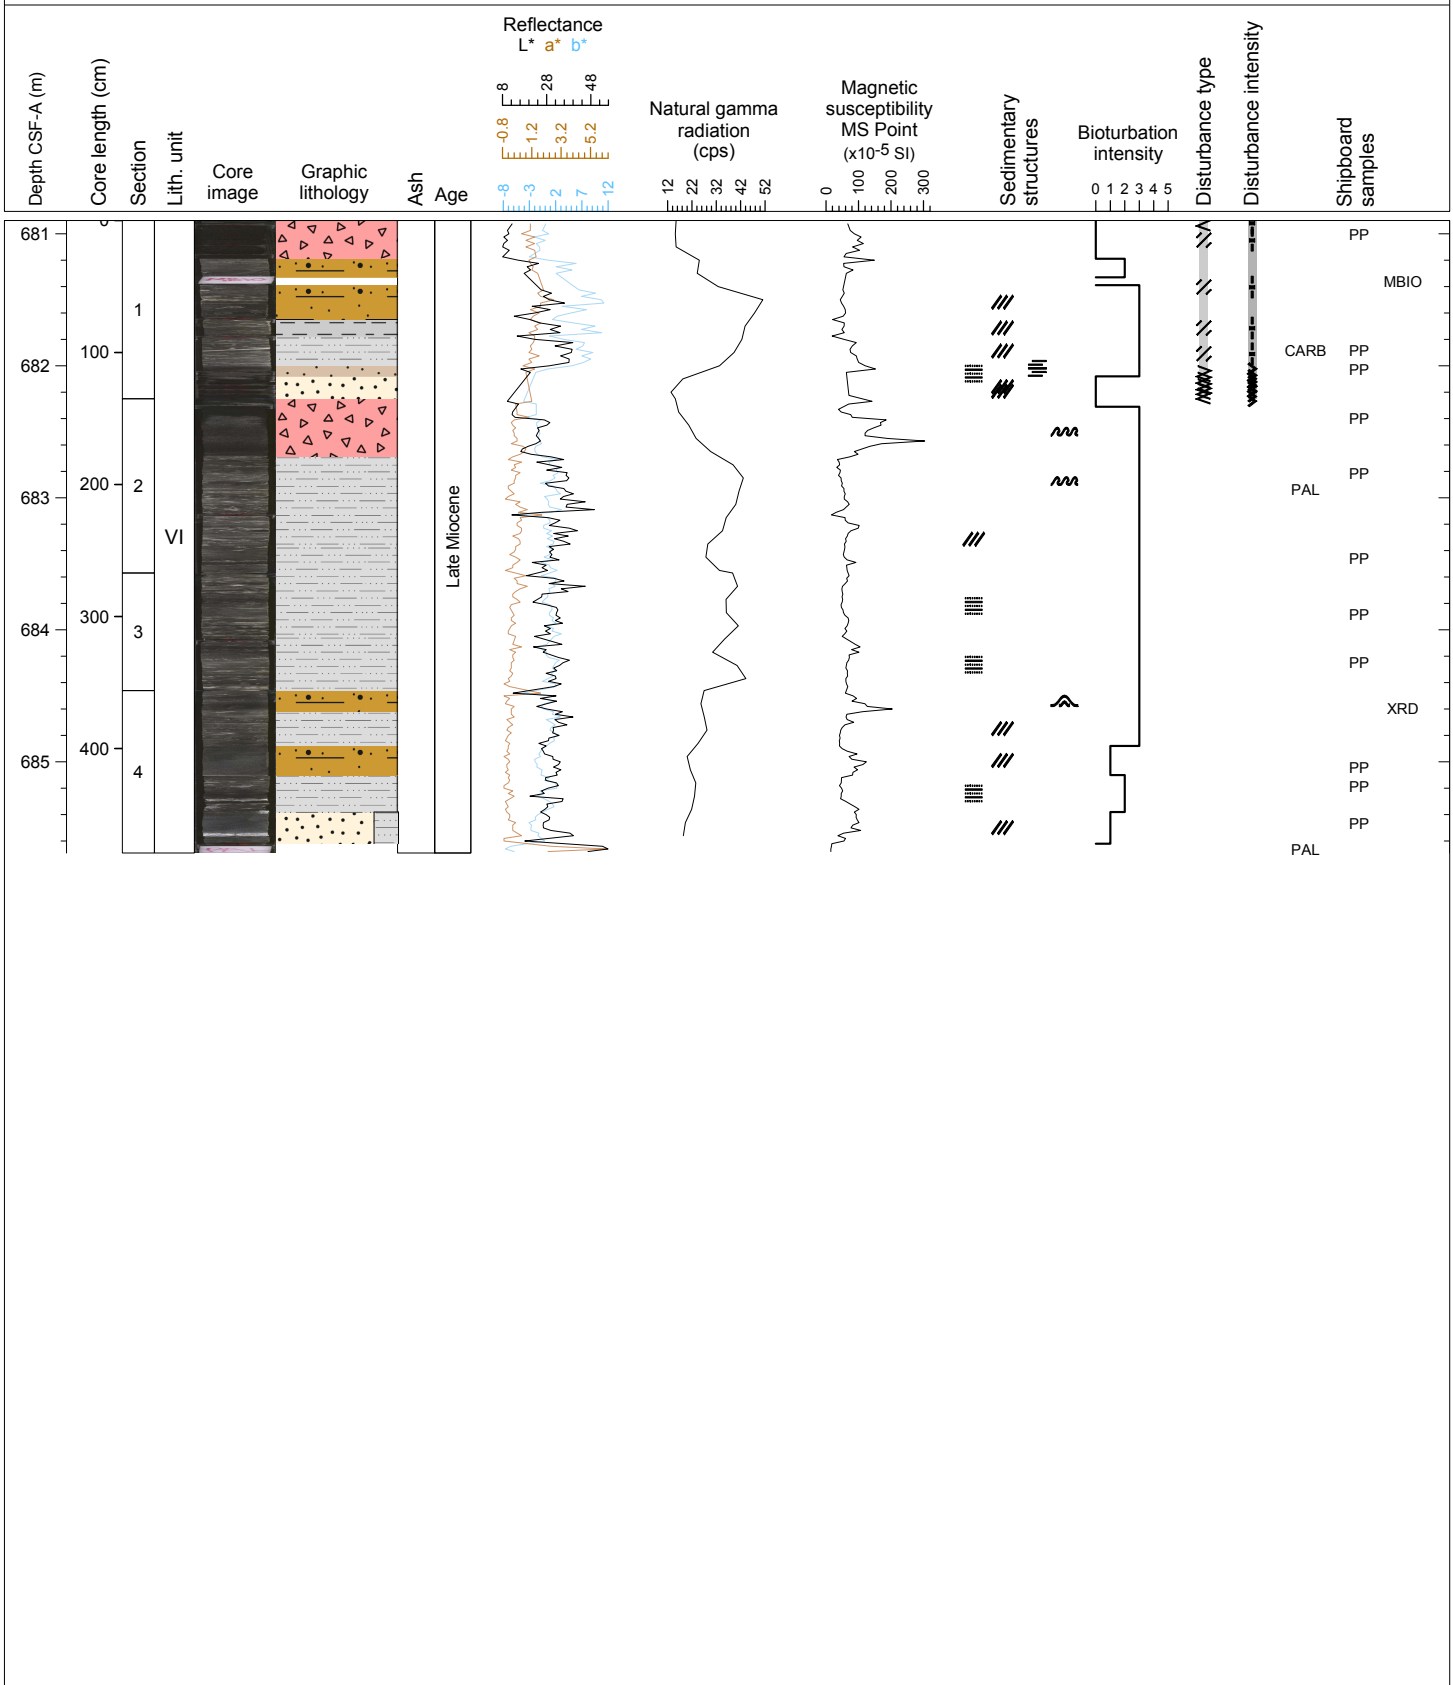 Depth CSF-A (m)
Core length (cm)
Section
Lith. unit
Core
image
Graphic
lithology
Ash
Age
Reflectance
L* a* b*
8 28 48
-0.8 1.2 3.2 5.2
-8 -3 2 7 12
Natural gamma
radiation
(cps)
12 22 32 42 52
Magnetic
susceptibility
MS Point
(x10-5 SI)
0 100 200 300
Sedimentary
structures
Bioturbation
intensity
0 1 2 3 4 5
Disturbance type
Disturbance intensity
Shipboard
samples
0
681
PP
MBIO
1
100
CARB PP
682
PP
PP
PP
200
2
PAL
683
VI
Late Miocene
PP
300
PP
684
3
PP
XRD
400
685
4
PP
PP
PP
PAL